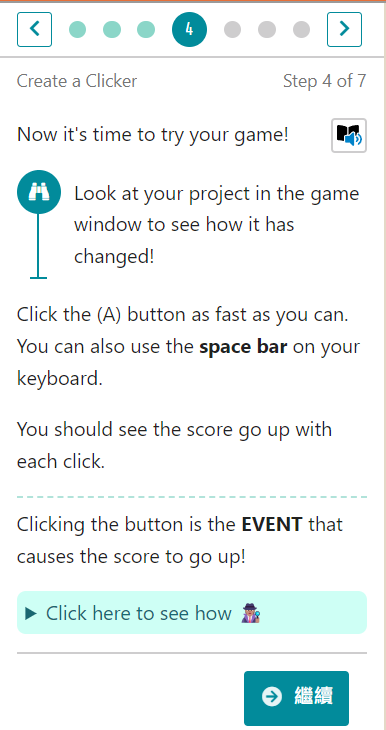 4
Create a Clicker Step 4 of 7
Now it's time to try your game!
Look at your project in the game
window to see how it has
changed!
Click the (A) button as fast as you can.
You can also use the space bar on your
keyboard.
You should see the score go up with
each click.
Clicking the button is the EVENT that
causes the score to go up!
Click here to see how
繼續